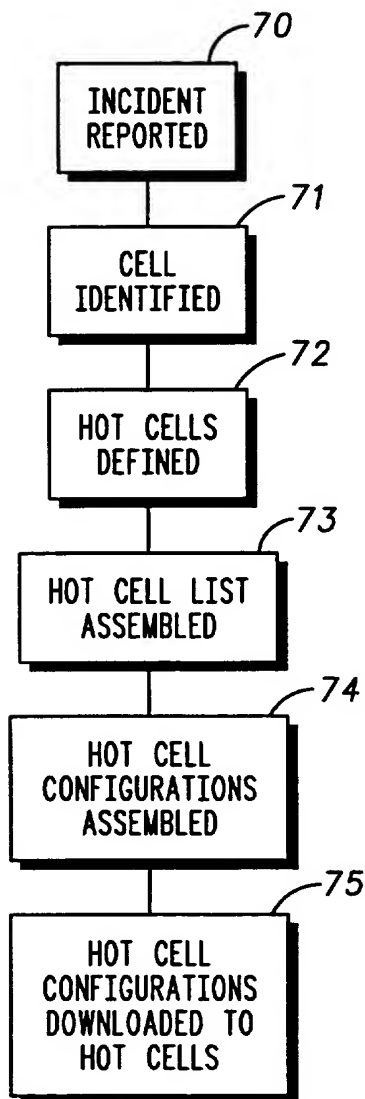 70
INCIDENT
REPORTED
71
CELL
IDENTIFIED
72
HOT CELLS
DEFINED
73
HOT CELL LIST
ASSEMBLED
74
HOT CELL
CONFIGURATIONS
ASSEMBLED
75
HOT CELL
CONFIGURATIONS
DOWNLOADED TO
HOT CELLS